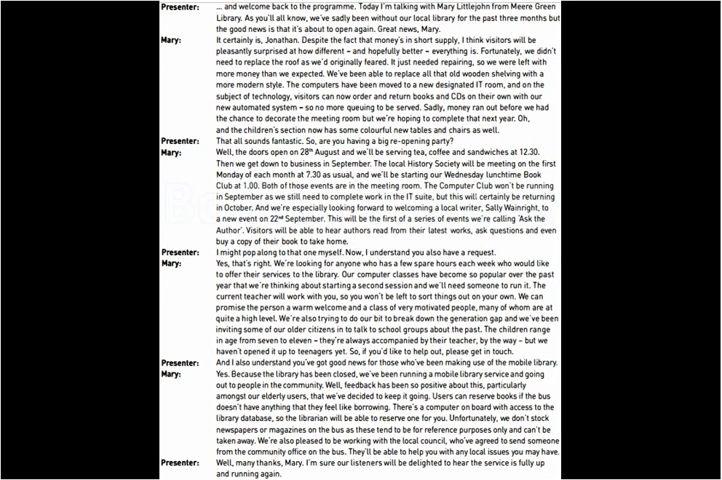 Presenter: ... and welcome back to the programme. Today I'm talking with Mary Littlejohn from Meere Green
Library. As you'll all know, we've sadly been without our local library for the past three months but
the good news is that it's about to open again. Great news, Mary.
Mary: It certainly is, Jonathan. Despite the fact that money's in short supply, I think visitors will be
pleasantly surprised at how different – and hopefully better – everything is. Fortunately, we didn't
need to replace the roof as we'd originally feared. It just needed repairing, so we were left with
more money than we expected. We've been able to replace all that old wooden shelving with a
more modern style. The computers have been moved to a new designated IT room, and on the
subject of technology, visitors can now order and return books and CDs on their own with our
new automated system – so no more queuing to be served. Sadly, money ran out before we had
the chance to decorate the meeting room but we're hoping to complete that next year. Oh,
and the children's section now has some colourful new tables and chairs as well.
Presenter: That all sounds fantastic. So, are you having a big re-opening party?
Mary: Well, the doors open on 28th August and we'll be serving tea, coffee and sandwiches at 12.30.
Then we get down to business in September. The local History Society will be meeting on the first
Monday of each month at 7.30 as usual, and we'll be starting our Wednesday lunchtime Book
Club at 1.00. Both of those events are in the meeting room. The Computer Club won't be running
in September as we still need to complete work in the IT suite, but this will certainly be returning
in October. And we're especially looking forward to welcoming a local writer, Sally Wainright, to
a new event on 22nd September. This will be the first of a series of events we're calling 'Ask the
Author'. Visitors will be able to hear authors read from their latest works, ask questions and even
buy a copy of their book to take home.
Presenter: I might pop along to that one myself. Now, I understand you also have a request.
Mary: Yes, that's right. We're looking for anyone who has a few spare hours each week who would like
to offer their services to the library. Our computer classes have become so popular over the past
year that we're thinking about starting a second session and we'll need someone to run it. The
current teacher will work with you, so you won't be left to sort things out on your own. We can
promise the person a warm welcome and a class of very motivated people, many of whom are at
quite a high level. We're also trying to do our bit to break down the generation gap and we've been
inviting some of our older citizens in to talk to school groups about the past. The children range
in age from seven to eleven – they're always accompanied by their teacher, by the way – but we
haven't opened it up to teenagers yet. So, if you'd like to help out, please get in touch.
Presenter: And I also understand you've got good news for those who've been making use of the mobile library.
Mary: Yes. Because the library has been closed, we've been running a mobile library service and going
out to people in the community. Well, feedback has been so positive about this, particularly
amongst our elderly users, that we've decided to keep it going. Users can reserve books if the bus
doesn't have anything that they feel like borrowing. There's a computer on board with access to the
library database, so the librarian will be able to reserve one for you. Unfortunately, we don't stock
newspapers or magazines on the bus as these tend to be for reference purposes only and can't be
taken away. We're also pleased to be working with the local council, who've agreed to send someone
from the community office on the bus. They'll be able to help you with any local issues you may have.
Presenter: Well, many thanks, Mary. I'm sure our listeners will be delighted to hear the service is fully up
and running again.